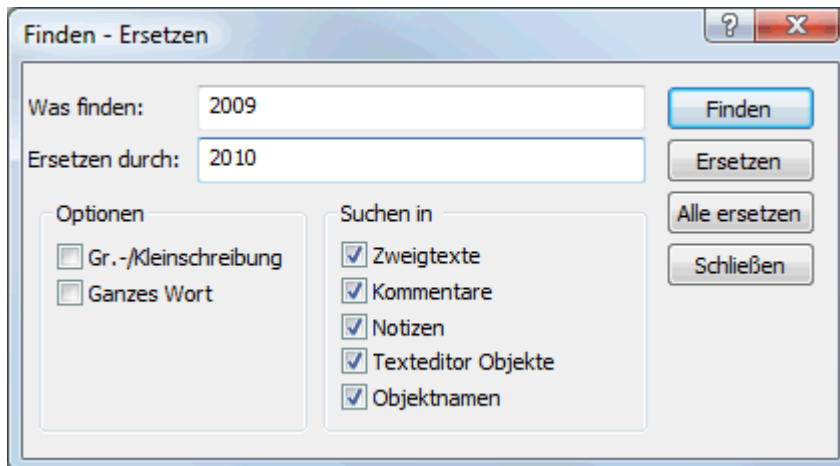 Finden - Ersetzen
?
Was finden: 2009 Finden
Ersetzen durch: 2010 Ersetzen
Alle ersetzen
Schließen
Optionen
Gr.-/Kleinschreibung
Ganzes Wort
Suchen in
Zweigtexte
Kommentare
Notizen
Texteditor Objekte
Objektnamen